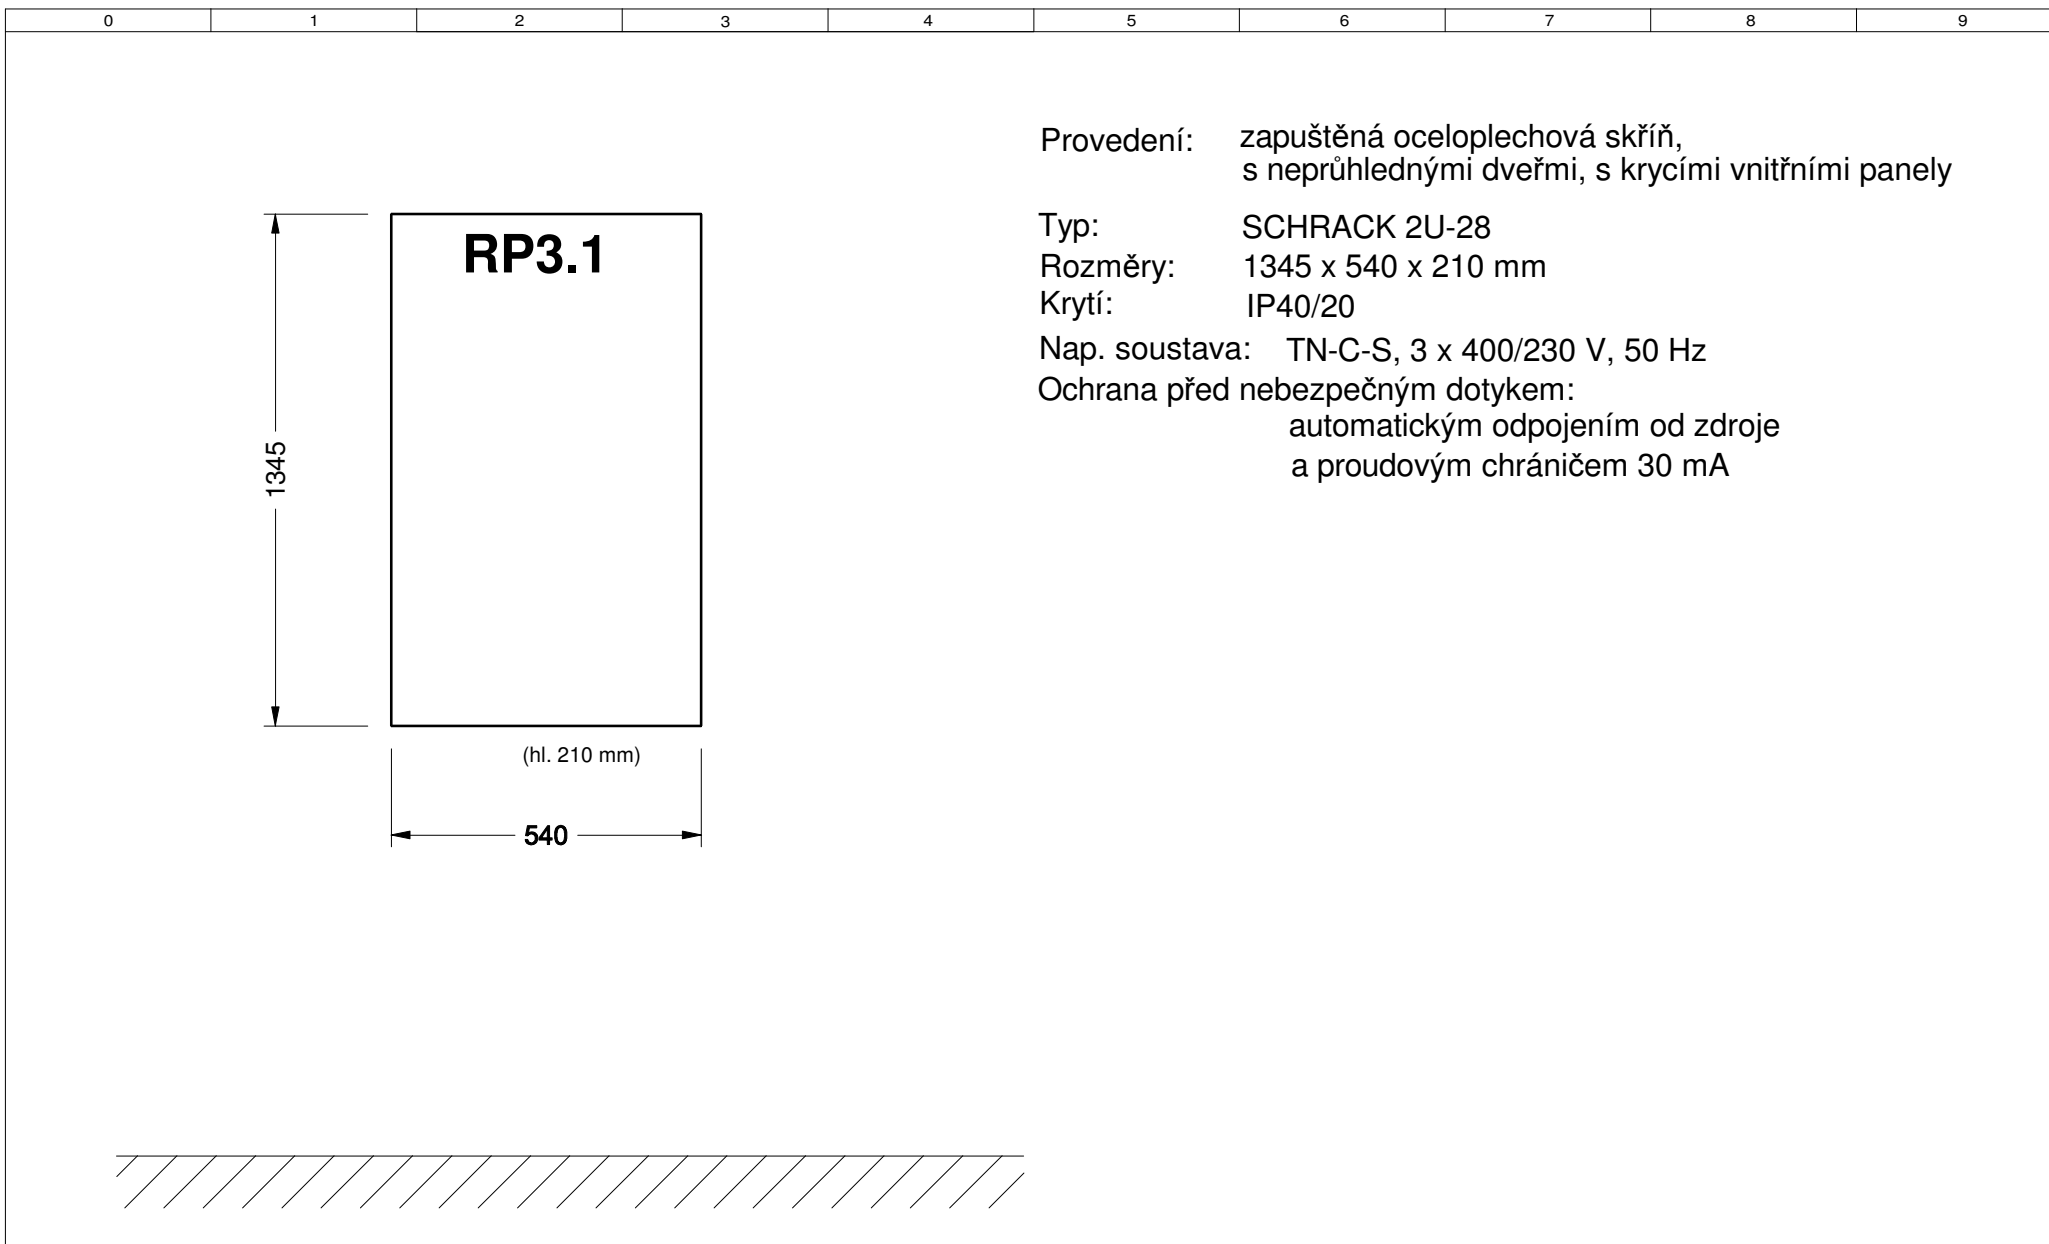 0 1 2 3 4 5 6 7 8 9
Provedení: zapuštěná oceloplechová skříň,
s neprůhlednými dveřmi, s krycími vnitřními panely
RP3.1
Typ: SCHRACK 2U-28
Rozměry: 1345 x 540 x 210 mm
Krytí: IP40/20
Nap. soustava: TN-C-S, 3 x 400/230 V, 50 Hz
Ochrana před nebezpečným dotykem:
automatickým odpojením od zdroje
a proudovým chráničem 30 mA
1345
(hl. 210 mm)
540